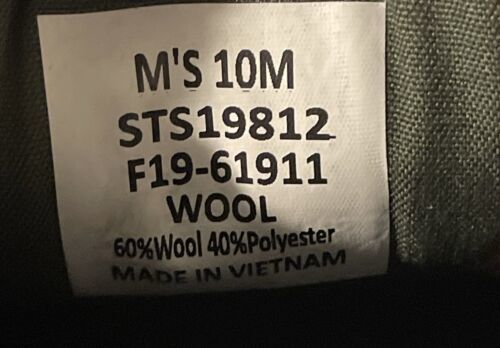 M'S 10M
STS19812
F19-61911
WOOL
60%Wool 40%Polyester
MADE IN VIETNAM